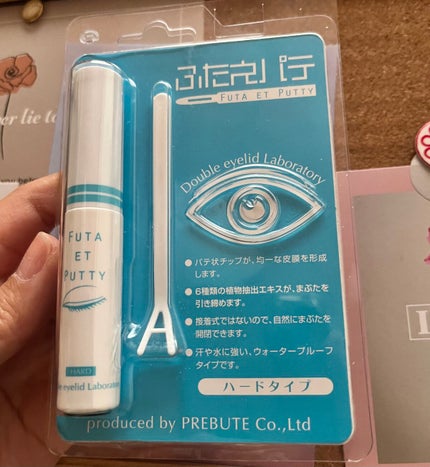 er lie to
ふたえパテ
FUTA ET PUTTY
Double eyelid Laboratory
FUTA
ET
PUTTY
HARD
le eyelid Laborato
● パテ状チップが、均一な皮膜を形成
します。
● 6種類の植物抽出エキスが、まぶたを
引き締めます。
● 接着式ではないので、自然にまぶたを
開閉できます。
● 汗や水に強い、ウォータープルーフ
タイプです。
ハードタイプ
produced by PREBUTE Co.,Ltd